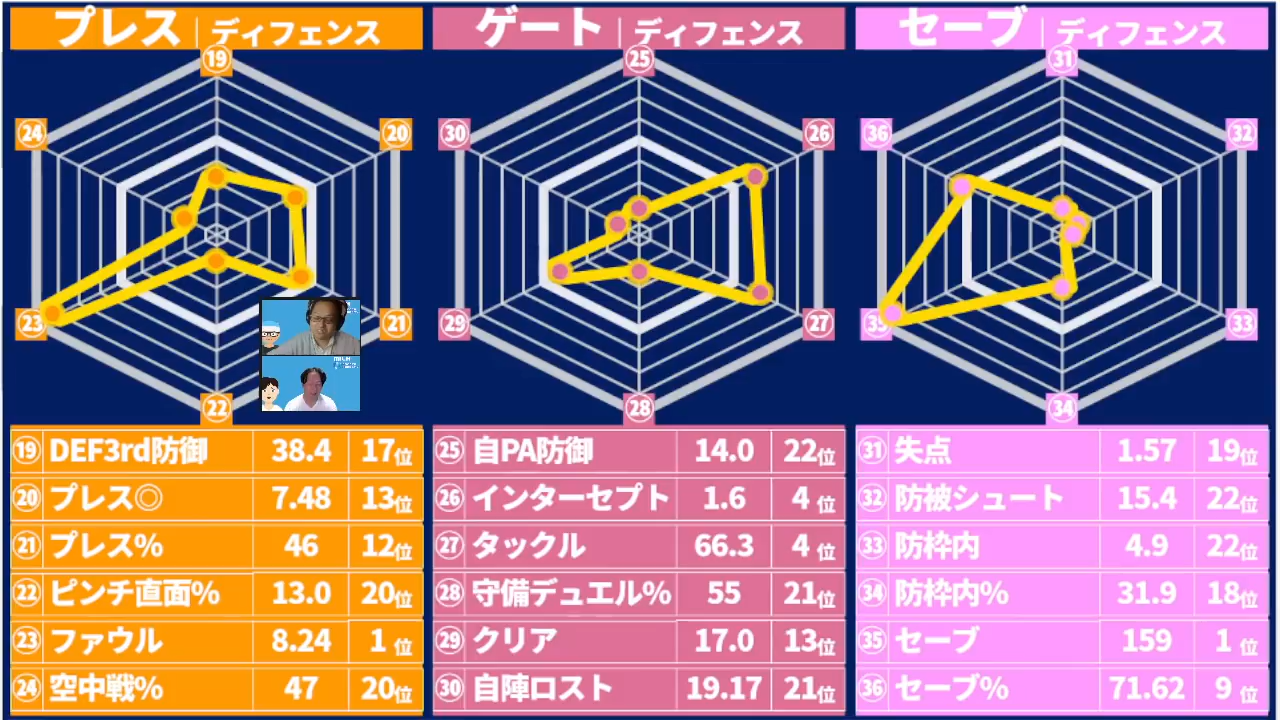 プレス|ディフェンス
⑲
⑳
㉑
㉒
㉓
㉔
⑲ DEF3rd防御 38.4 17位
⑳ プレス◎ 7.48 13位
㉑ プレス% 46 12位
㉒ ピンチ直面% 13.0 20位
㉓ ファウル 8.24 1 位
㉔ 空中戦% 47 20位
ゲート|ディフェンス
㉕
㉖
㉗
㉘
㉙
㉚
㉕ 自PA防御 14.0 22位
㉖ インターセプト 1.6 4 位
㉗ タックル 66.3 4 位
㉘ 守備デュエル% 55 21位
㉙ クリア 17.0 13位
㉚ 自陣ロスト 19.17 21位
セーブ|ディフェンス
㉛
㉜
㉝
㉞
㉟
㊱
㉛ 失点 1.57 19位
㉜ 防被シュート 15.4 22位
㉝ 防枠内 4.9 22位
㉞ 防枠内% 31.9 18位
㉟ セーブ 159 1 位
㊱ セーブ% 71.62 9 位